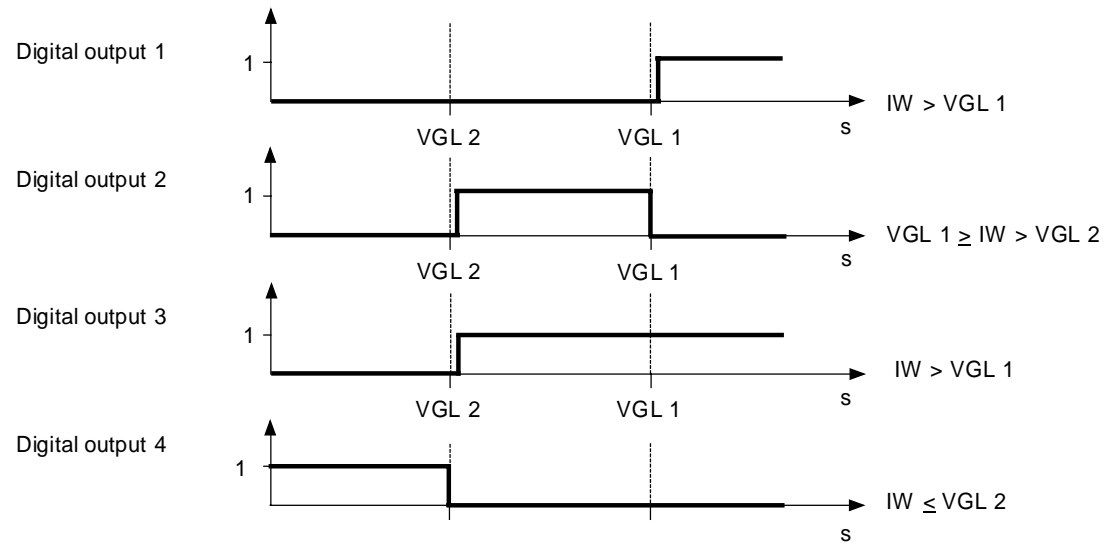 Digital output 1
1
IW > VGL 1
s
VGL 2 VGL 1
Digital output 2
1
VGL 1 ≥ IW > VGL 2
s
VGL 2 VGL 1
Digital output 3
1
IW > VGL 1
s
VGL 2 VGL 1
Digital output 4
1
IW ≤ VGL 2
s